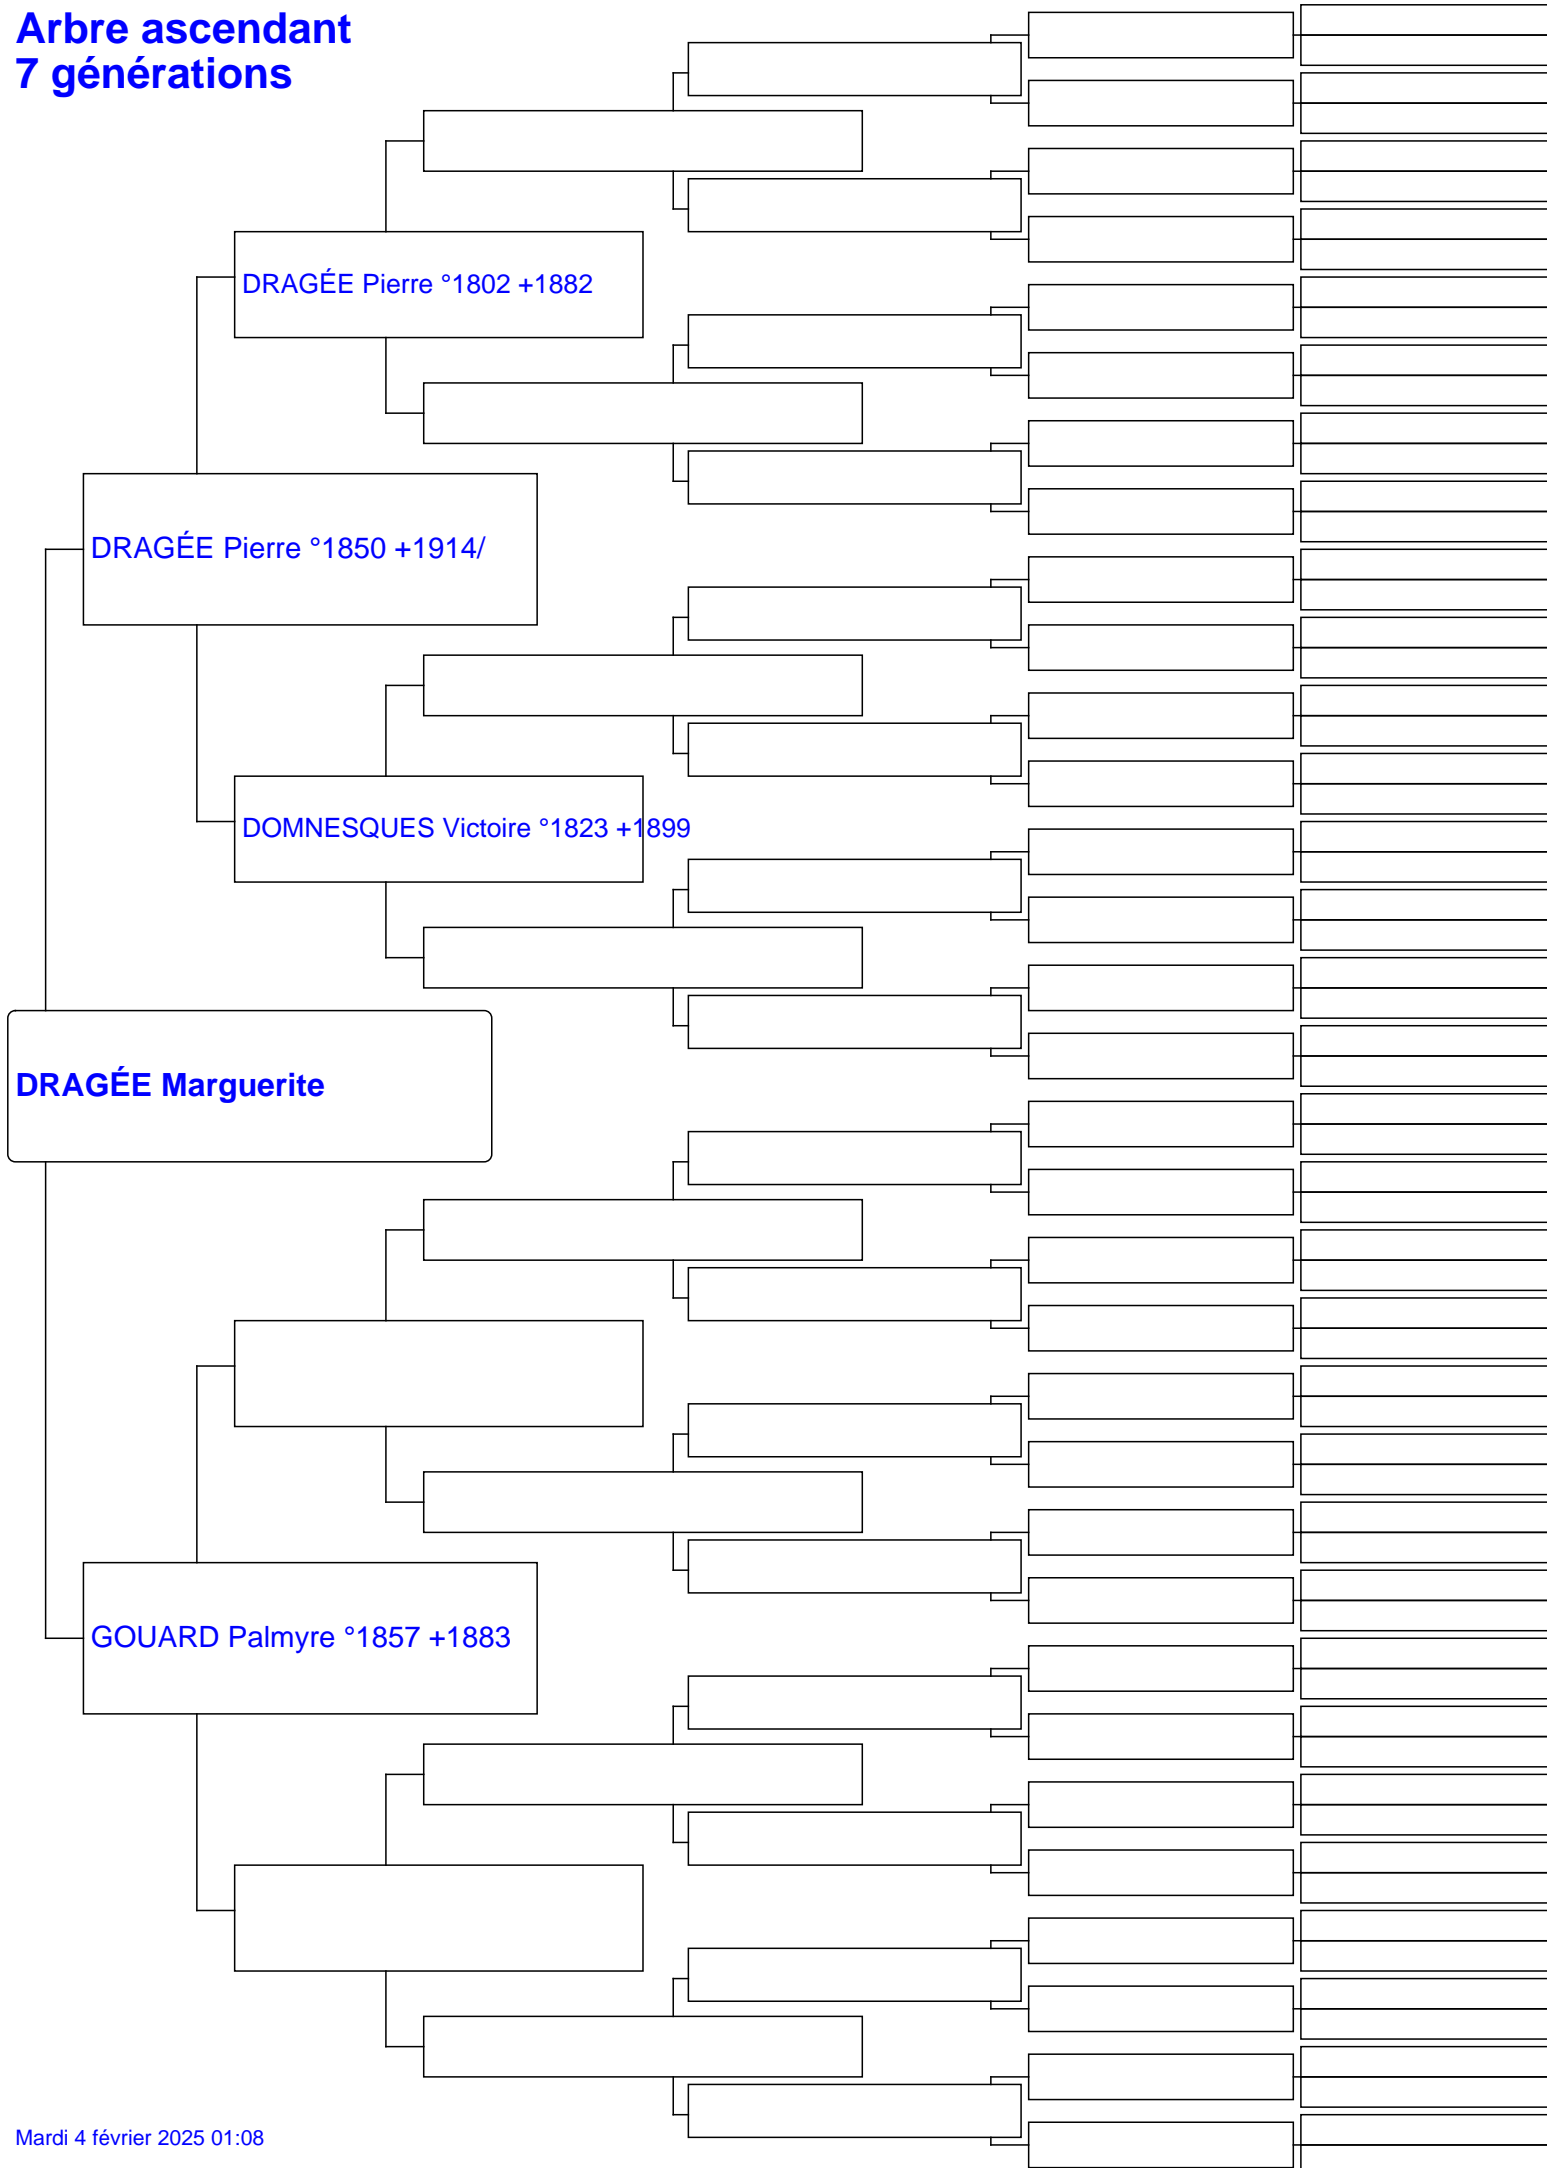 Arbre ascendant
7 générations
DRAGÉE Pierre °1802 +1882
DRAGÉE Pierre °1850 +1914/
DOMNESQUES Victoire °1823 +1899
DRAGÉE Marguerite
GOUARD Palmyre °1857 +1883
Mardi 4 février 2025 01:08